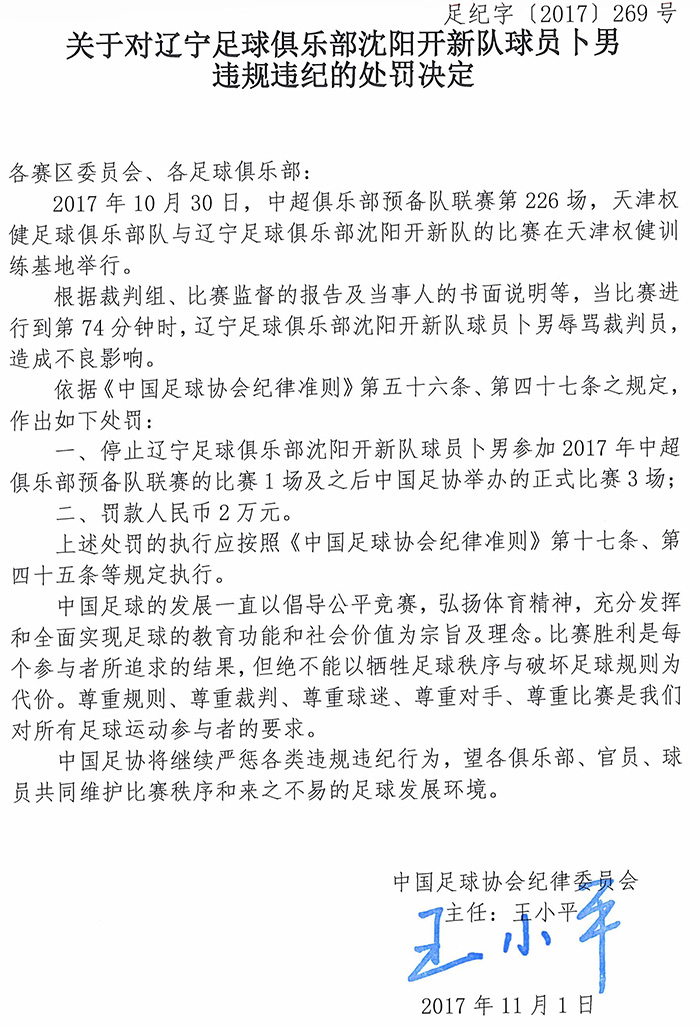 足纪字〔2017〕269 号
关于对辽宁足球俱乐部沈阳开新队球员卜男
违规违纪的处罚决定
各赛区委员会、各足球俱乐部:
2017 年 10 月 30 日，中超俱乐部预备队联赛第 226 场，天津权
健足球俱乐部队与辽宁足球俱乐部沈阳开新队的比赛在天津权健训
练基地举行。
根据裁判组、比赛监督的报告及当事人的书面说明等，当比赛进
行到第 74 分钟时，辽宁足球俱乐部沈阳开新队球员卜男辱骂裁判员，
造成不良影响。
依据《中国足球协会纪律准则》第五十六条、第四十七条之规定，
作出如下处罚:
一、停止辽宁足球俱乐部沈阳开新队球员卜男参加 2017 年中超
俱乐部预备队联赛的比赛 1 场及之后中国足协举办的正式比赛 3 场;
二、罚款人民币 2 万元。
上述处罚的执行应按照《中国足球协会纪律准则》第十七条、第
四十五条等规定执行。
中国足球的发展一直以倡导公平竞赛，弘扬体育精神，充分发挥
和全面实现足球的教育功能和社会价值为宗旨及理念。比赛胜利是每
个参与者所追求的结果,但绝不能以牺牲足球秩序与破坏足球规则为
代价。尊重规则、尊重裁判、尊重球迷、尊重对手、尊重比赛是我们
对所有足球运动参与者的要求。
中国足协将继续严惩各类违规违纪行为，望各俱乐部、官员、球
员共同维护比赛秩序和来之不易的足球发展环境。
中国足球协会纪律委员会
主任: 王小平
王小平
2017 年 11 月 1 日